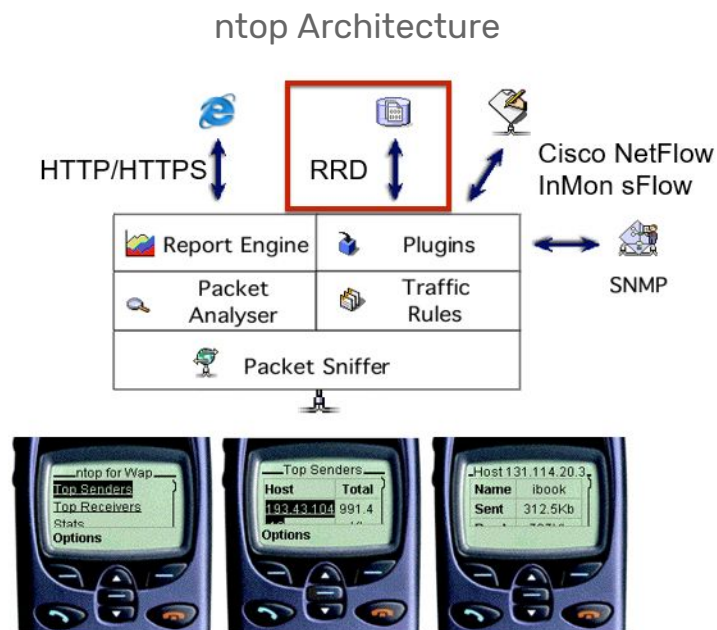 ntop Architecture
HTTP/HTTPS
RRD
Cisco NetFlow
InMon sFlow
Report Engine
Plugins
SNMP
Packet
Analyser
Traffic
Rules
Packet Sniffer
ntop for Wap
Top Senders
Top Receivers
Stats
Options
Top Senders
Host Total
193.43.104 991.4
Options
Host 131.114.20.3
Name ibook
Sent 312.5Kb